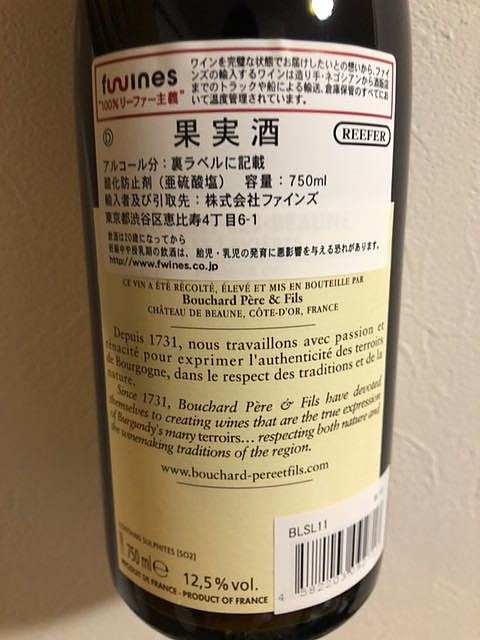 fwines
"100%リーファー主義"
ワインを完璧な状態でお届けしたいとの想いから、ファイ
ンズの輸入するワインは造り手・ネゴシアンから酒販店
までのトラックや船による輸送、倉庫保管のすべてにお
いて温度管理されています。
D
果実酒
REEFER
アルコール分：裏ラベルに記載
酸化防止剤（亜硫酸塩） 容量：750ml
輸入者及び引取先：株式会社ファインズ
東京都渋谷区恵比寿4丁目6-1
飲酒は20歳になってから
妊娠中や授乳期の飲酒は、胎児・乳児の発育に悪影響を与える恐れがあります。
http://www.fwines.co.jp
CE VIN A ÉTÉ RÉCOLTÉ, ÉLEVÉ ET MIS EN BOUTEILLE PAR
Bouchard Père & Fils
CHÂTEAU DE BEAUNE, CÔTE-D'OR, FRANCE
Depuis 1731, nous travaillons avec passion et
ténacité pour exprimer l'authenticité des terroirs
de Bourgogne, dans le respect des traditions et de la
nature.
Since 1731, Bouchard Père & Fils have devoted
themselves to creating wines that are the true expression
of Burgundy's many terroirs... respecting both nature and
the winemaking traditions of the region.
www.bouchard-pereetfils.com
CONTAINS SULPHITES [SO2]
750 ml e
12,5% vol.
PRODUIT DE FRANCE - PRODUCT OF FRANCE
BLSL11